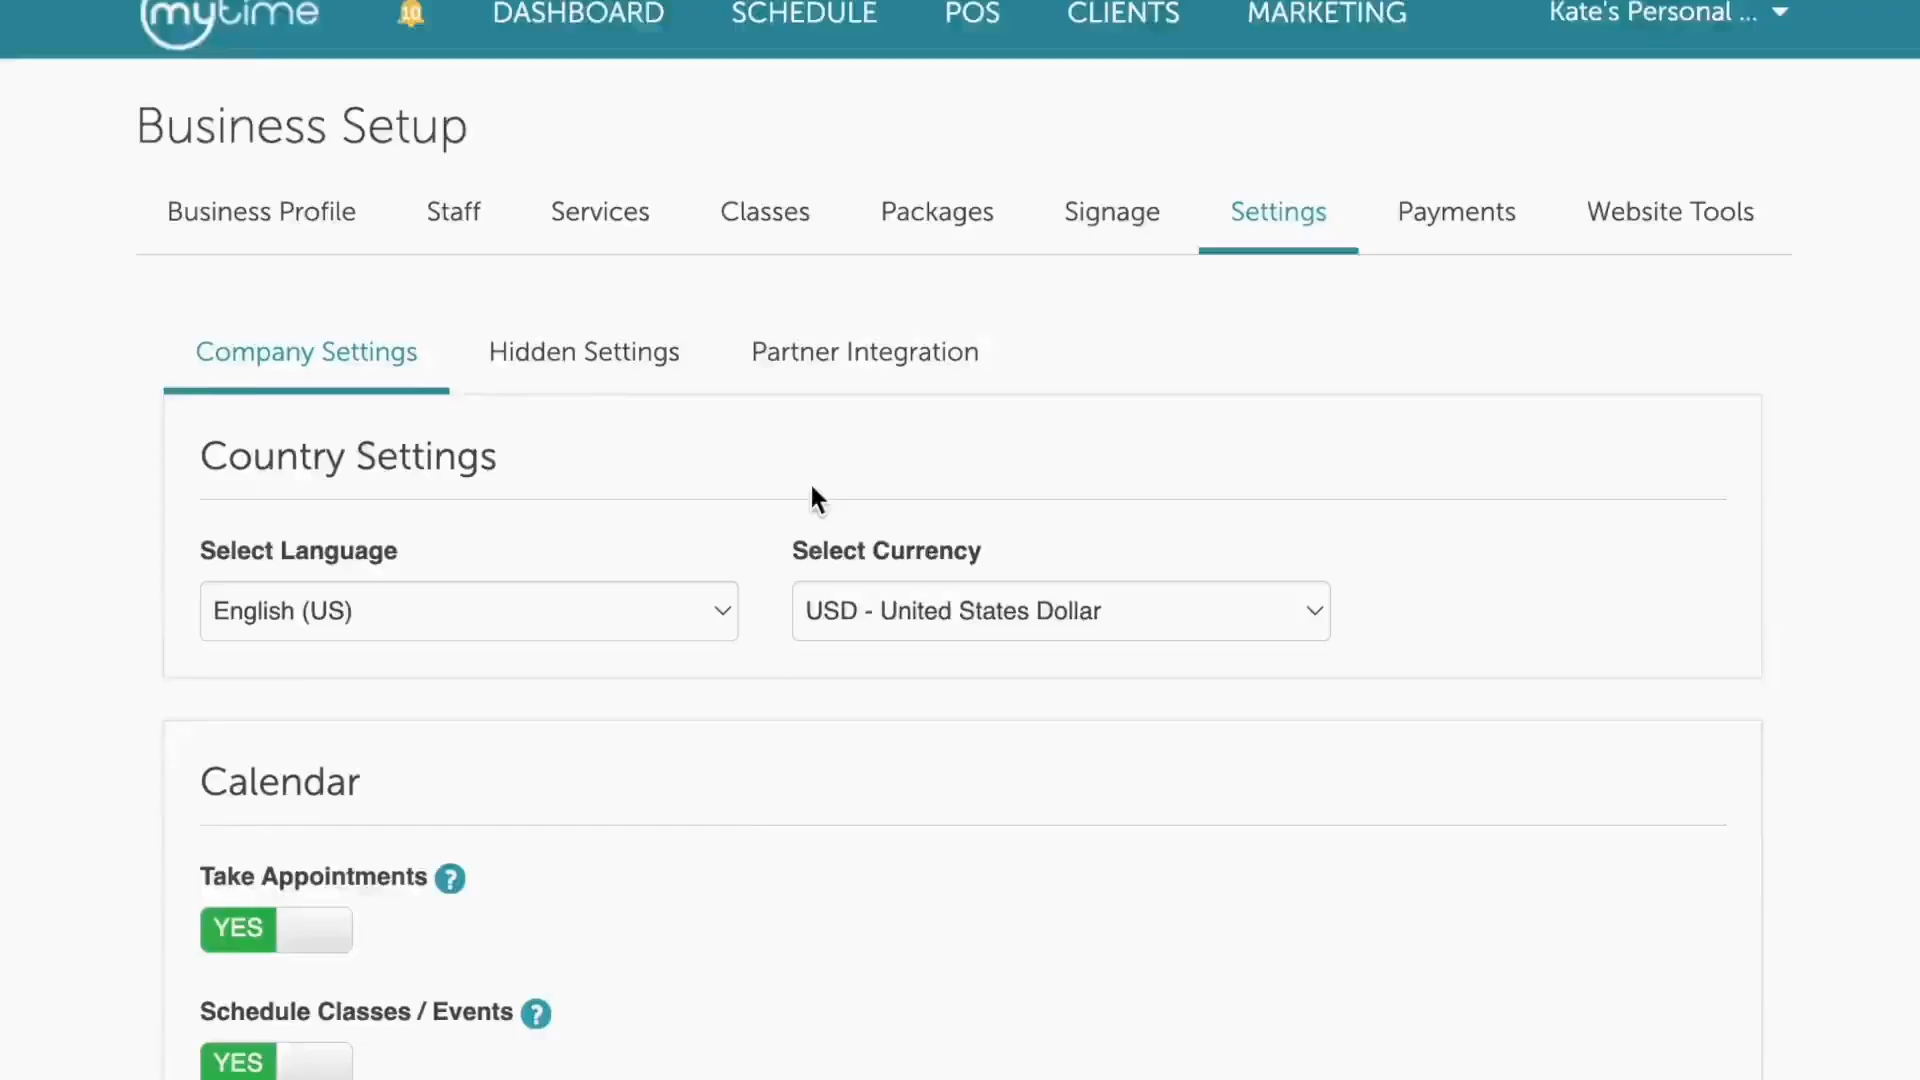 mytime 10 DASHBOARD SCHEDULE POS CLIENTS MARKETING Kate's Personal ...
Business Setup
Business Profile Staff Services Classes Packages Signage Settings Payments Website Tools
Company Settings Hidden Settings Partner Integration
Country Settings
Select Language Select Currency
English (US) USD - United States Dollar
Calendar
Take Appointments ?
YES
Schedule Classes / Events ?
YES